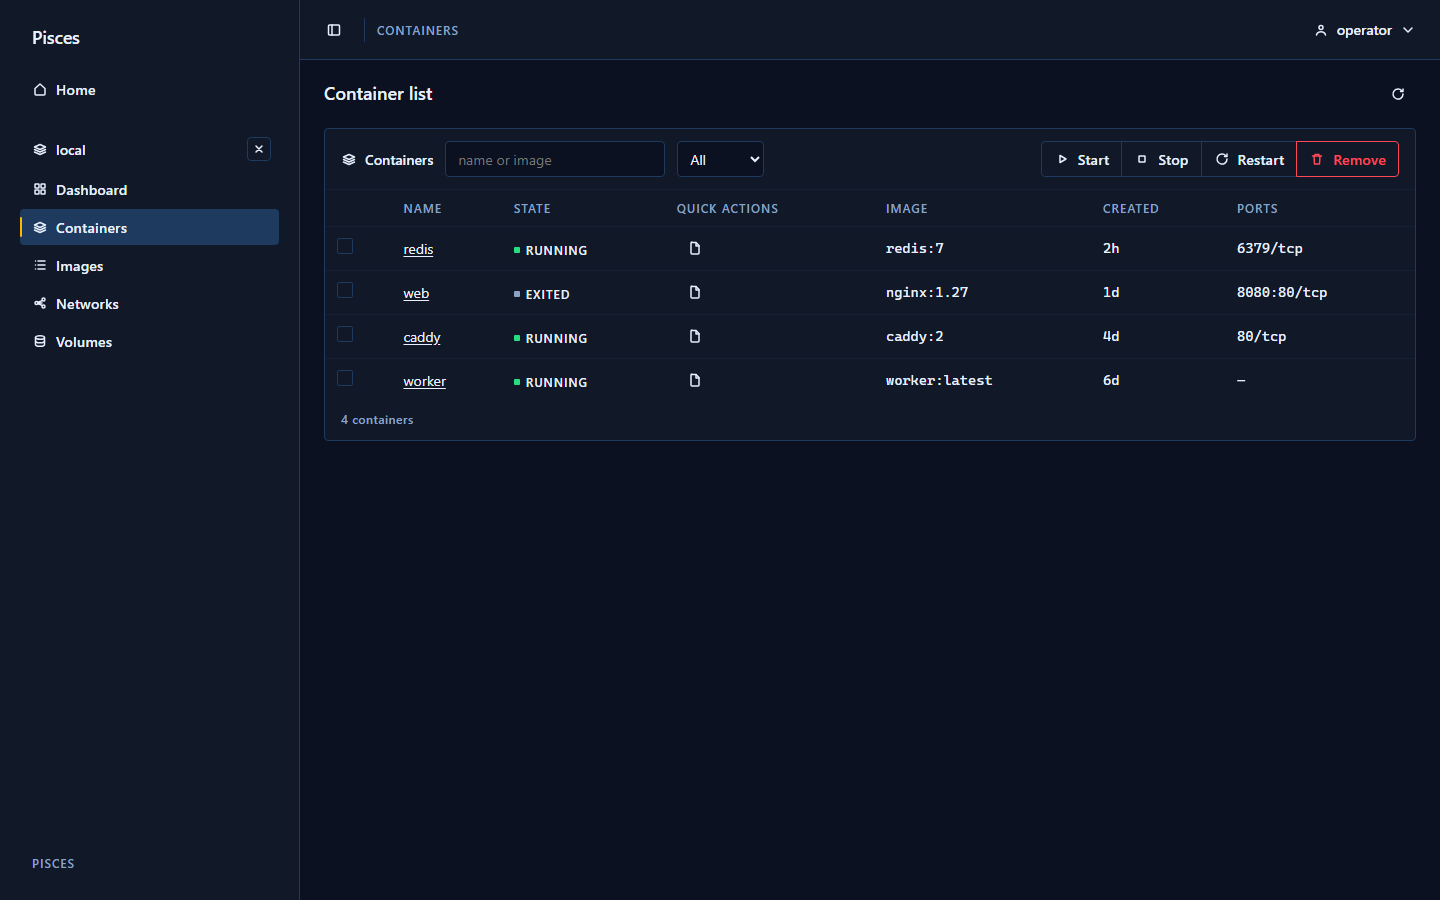 Pisces
CONTAINERS
operator
Home
Container list
local
Containers
name or image
All
Start
Stop
Restart
Remove
Dashboard
Containers
Images
Networks
Volumes
NAME STATE QUICK ACTIONS IMAGE CREATED PORTS
redis RUNNING redis:7 2h 6379/tcp
web EXITED nginx:1.27 1d 8080:80/tcp
caddy RUNNING caddy:2 4d 80/tcp
worker RUNNING worker:latest 6d —
4 containers
PISCES